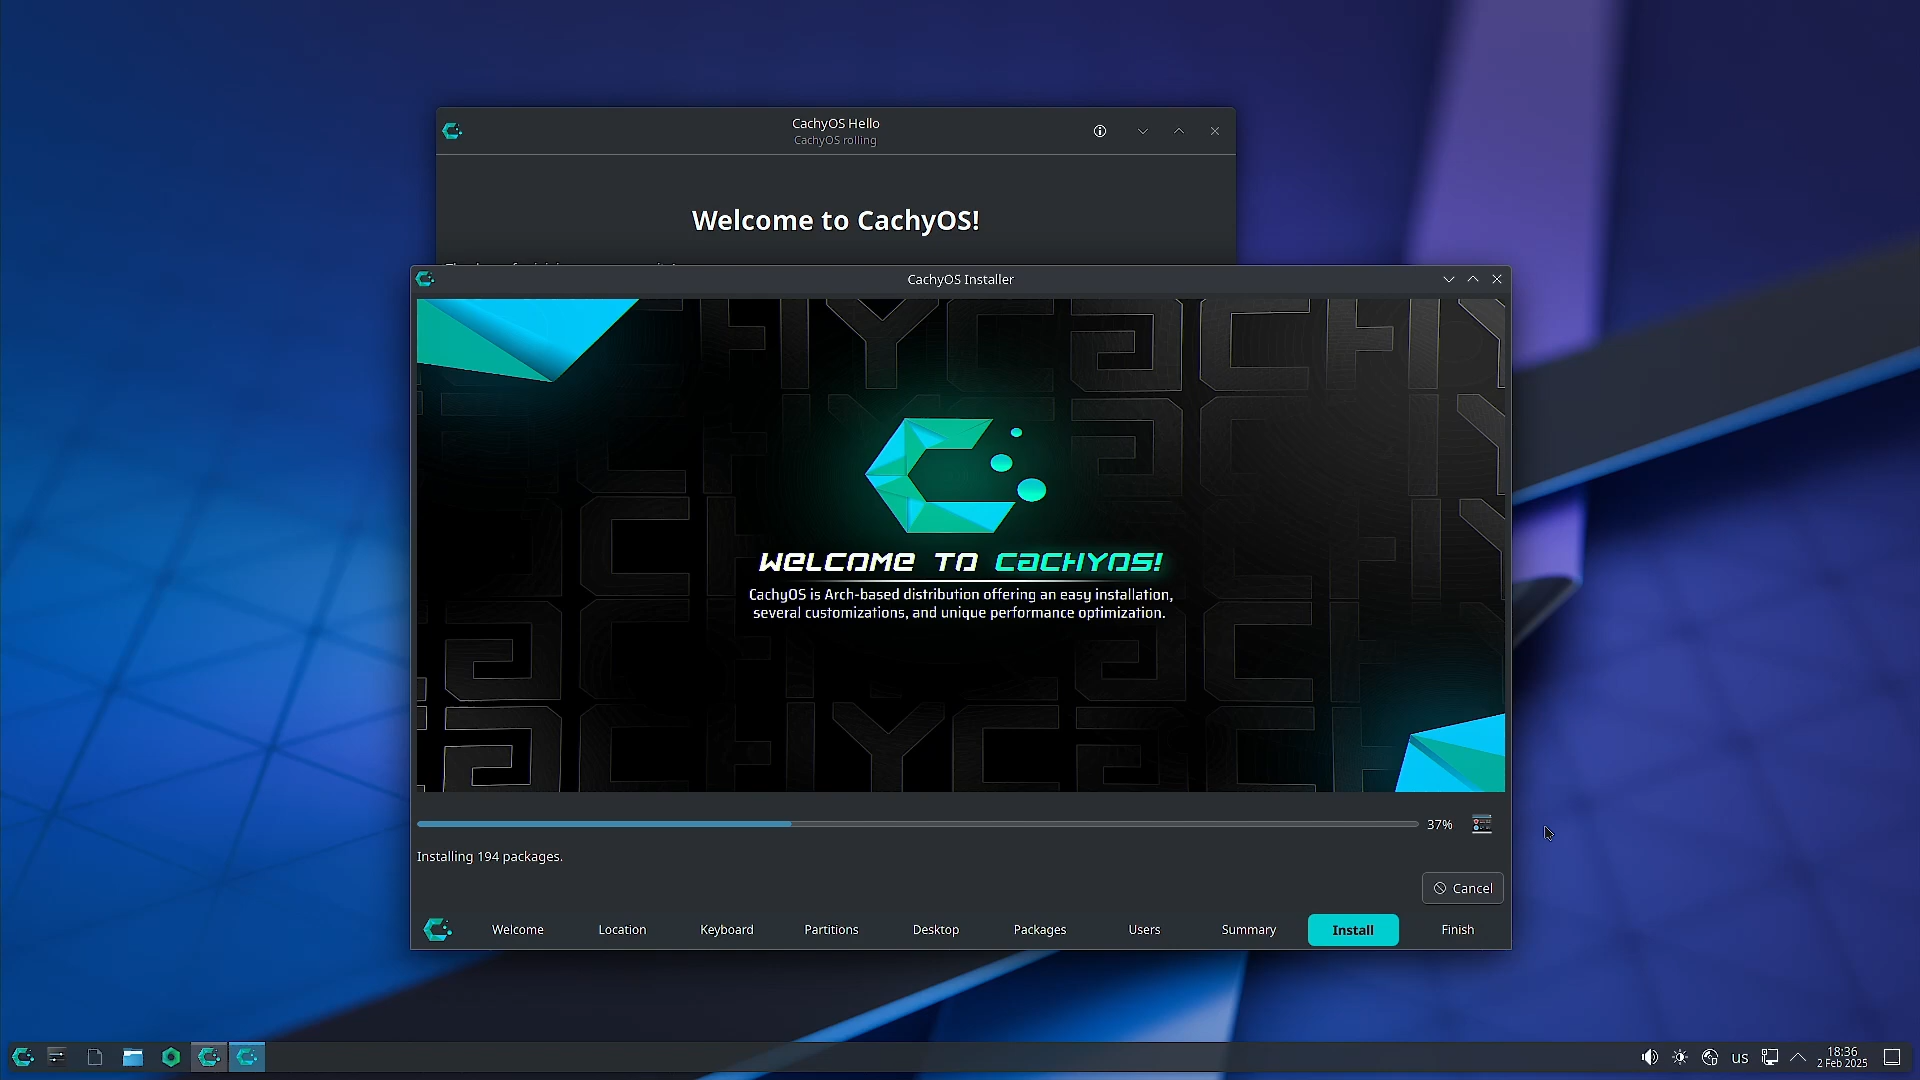 CachyOS Hello
CachyOS rolling
Welcome to CachyOS!
CachyOS Installer
WELCOME TO CACHYOS!
CachyOS is Arch-based distribution offering an easy installation,
several customizations, and unique performance optimization.
37%
Installing 194 packages.
Cancel
Welcome
Location
Keyboard
Partitions
Desktop
Packages
Users
Summary
Install
Finish
us
18:36
2 Feb 2025